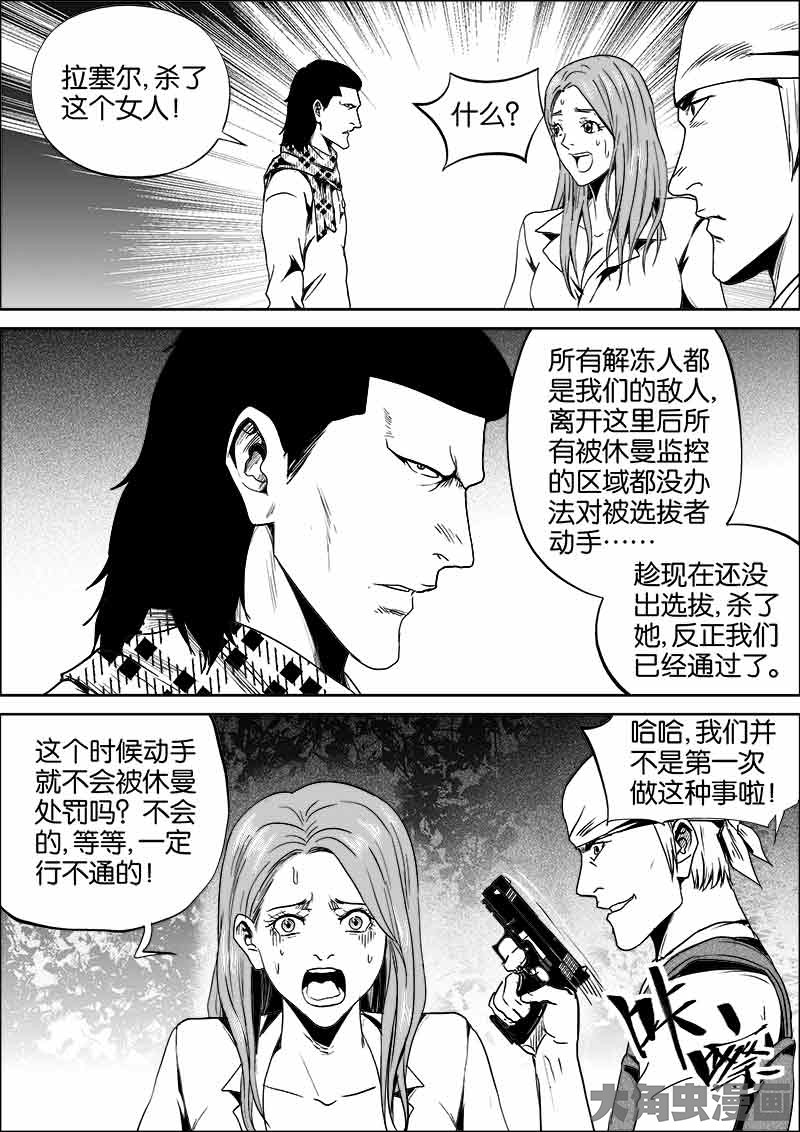 拉塞尔,杀了
这个女人!
什么?
所有解冻人都
是我们的敌人,
离开这里后所
有被休曼监控
的区域都没办
法对被选拔者
动手……
趁现在还没
出选拔,杀了
她,反正我们
已经通过了。
这个时候动手
就不会被休曼
处罚吗?不会
的,等等,一定
行不通的!
哈哈,我们并
不是第一次
做这种事啦!
咔嚓
大角虫漫画